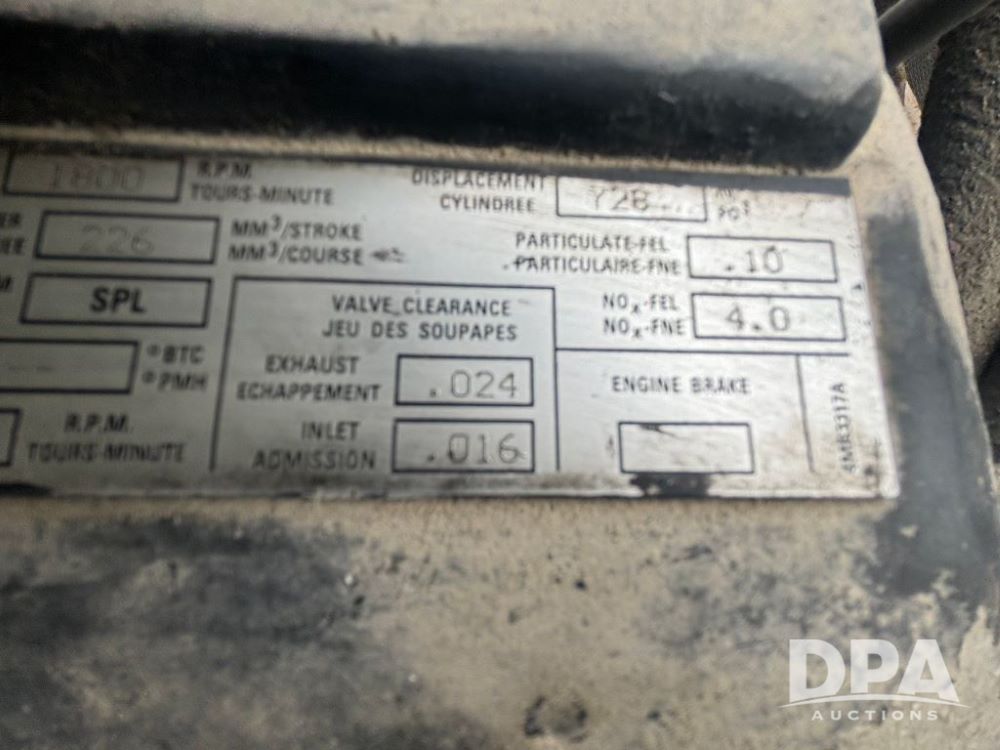 1800 R.P.M. DISPLACEMENT 728
TOURS-MINUTE CYLINDREE
226 MM³/STROKE PARTICULATE-FEL .10
MM³/COURSE PARTICULAIRE-FNE
SPL VALVE CLEARANCE NOx-FEL 4.0
JEU DES SOUPAPES NOx-FNE
°BTC EXHAUST .024 ENGINE BRAKE
°PMH ECHAPPEMENT
R.P.M. INLET .016
TOURS-MINUTE ADMISSION
4MB3317A
DPA
AUCTIONS